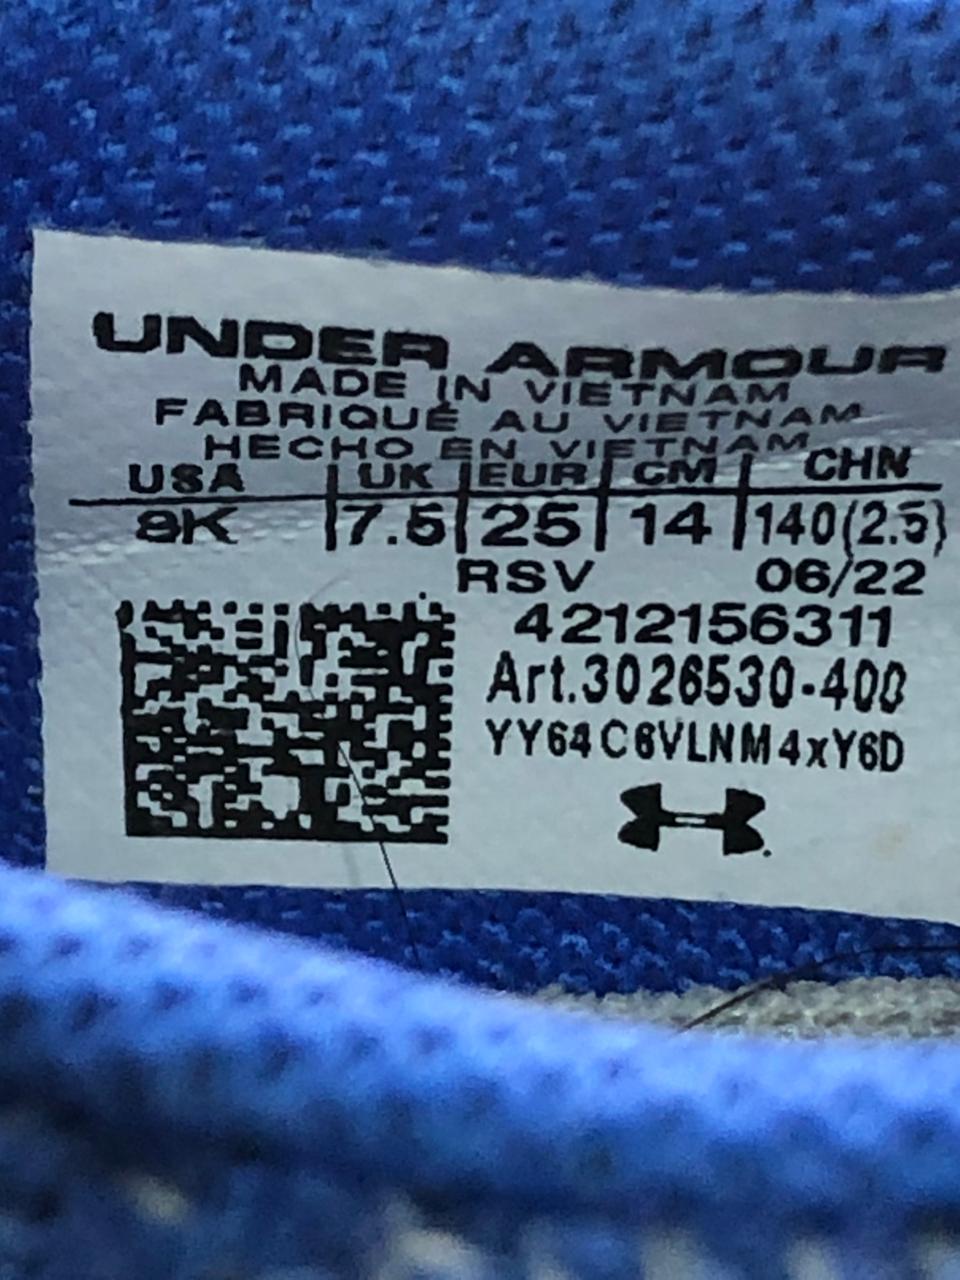 UNDER ARMOUR
MADE IN VIETNAM
FABRIQUÉ AU VIETNAM
HECHO EN VIETNAM
USA | UK | EUR | CM | CHN
8K | 7.5 | 25 | 14 | 140(2.5)
RSV 06/22
4212156311
Art.3026530-400
YY64C6VLNM4xY6D